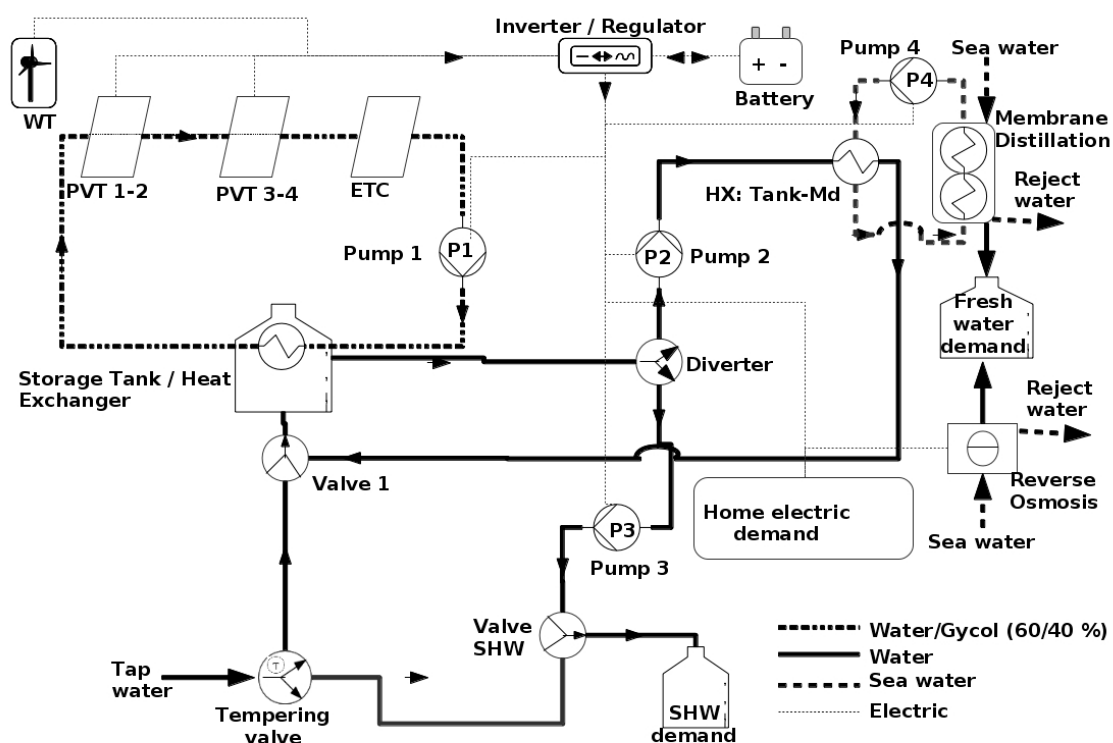 Inverter / Regulator
WT
+ -
Battery
Pump 4
P4
Sea water
Membrane
Distillation
Reject
water
PVT 1-2
PVT 3-4
ETC
HX: Tank-Md
Pump 1
P1
P2
Pump 2
Fresh
water
demand
Storage Tank / Heat
Exchanger
Diverter
Reject
water
Valve 1
Reverse
Osmosis
Sea water
Home electric
demand
P3
Pump 3
Valve
SHW
Tap
water
T
Tempering
valve
SHW
demand
Water/Gycol (60/40 %)
Water
Sea water
Electric